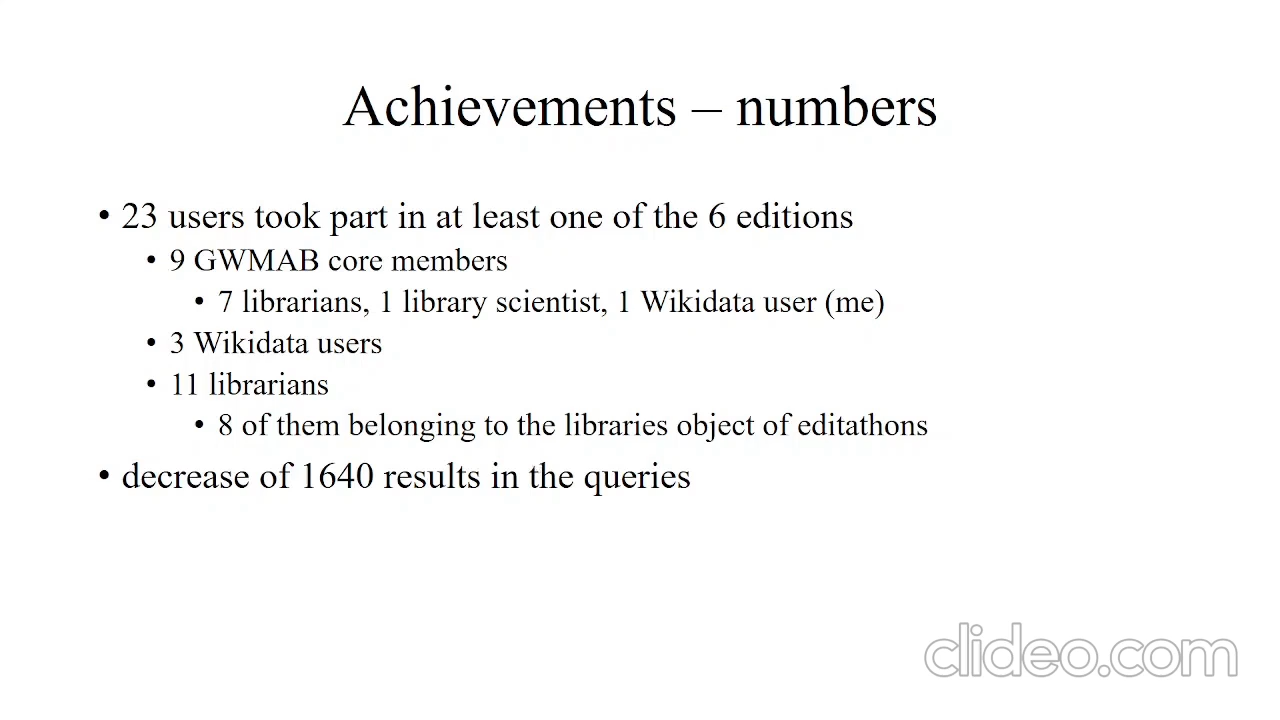 Achievements – numbers
• 23 users took part in at least one of the 6 editions
• 9 GWMAB core members
• 7 librarians, 1 library scientist, 1 Wikidata user (me)
• 3 Wikidata users
• 11 librarians
• 8 of them belonging to the libraries object of editathons
• decrease of 1640 results in the queries
clideo.com